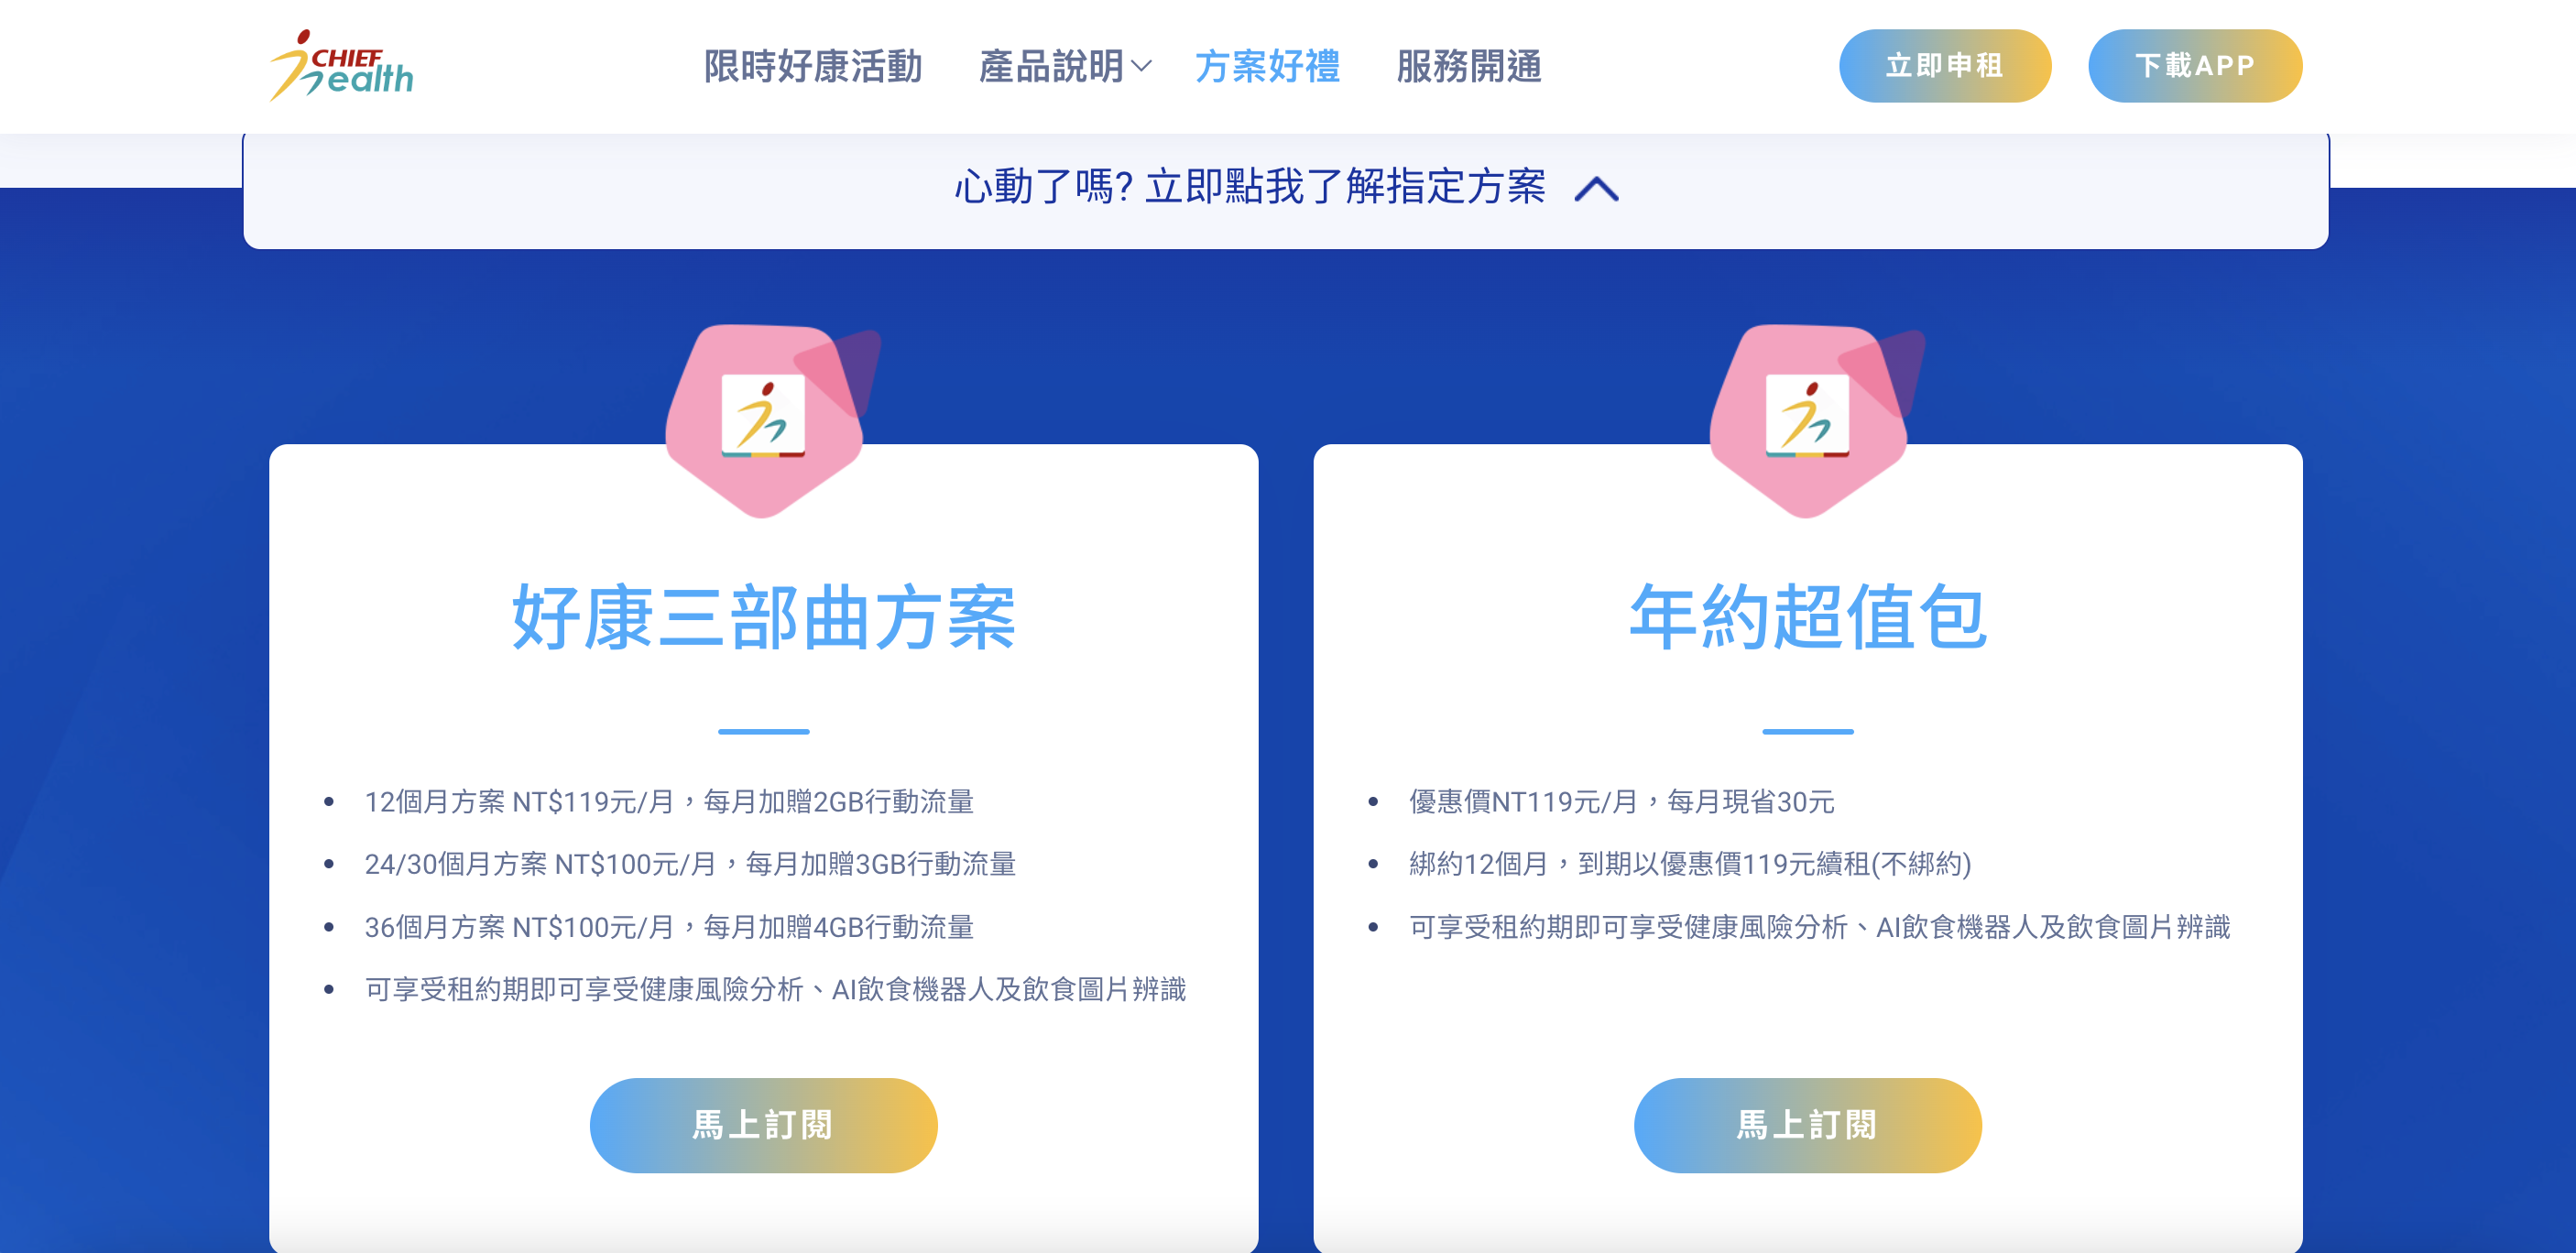 CHIEF
Health
限時好康活動
產品說明
方案好禮
服務開通
立即申租
下載APP
心動了嗎? 立即點我了解指定方案
好康三部曲方案
12個月方案 NT$119元/月，每月加贈2GB行動流量
24/30個月方案 NT$100元/月，每月加贈3GB行動流量
36個月方案 NT$100元/月，每月加贈4GB行動流量
可享受租約期即可享受健康風險分析、AI飲食機器人及飲食圖片辨識
馬上訂閱
年約超值包
優惠價NT119元/月，每月現省30元
綁約12個月，到期以優惠價119元續租(不綁約)
可享受租約期即可享受健康風險分析、AI飲食機器人及飲食圖片辨識
馬上訂閱